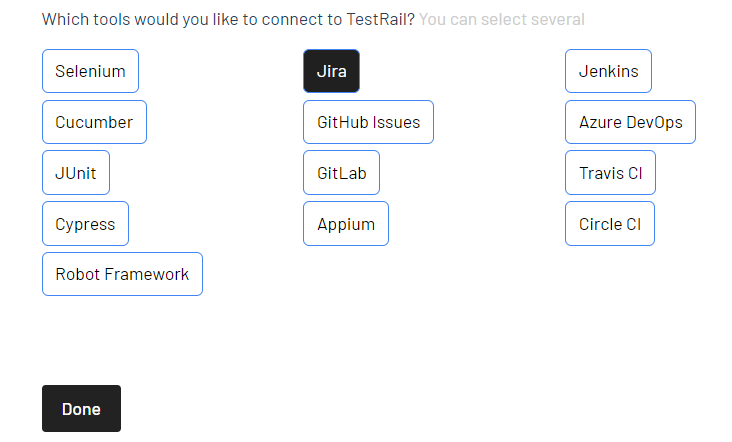 Which tools would you like to connect to TestRail? You can select several
Selenium
Jira
Jenkins
Cucumber
GitHub Issues
Azure DevOps
JUnit
GitLab
Travis CI
Cypress
Appium
Circle CI
Robot Framework
Done